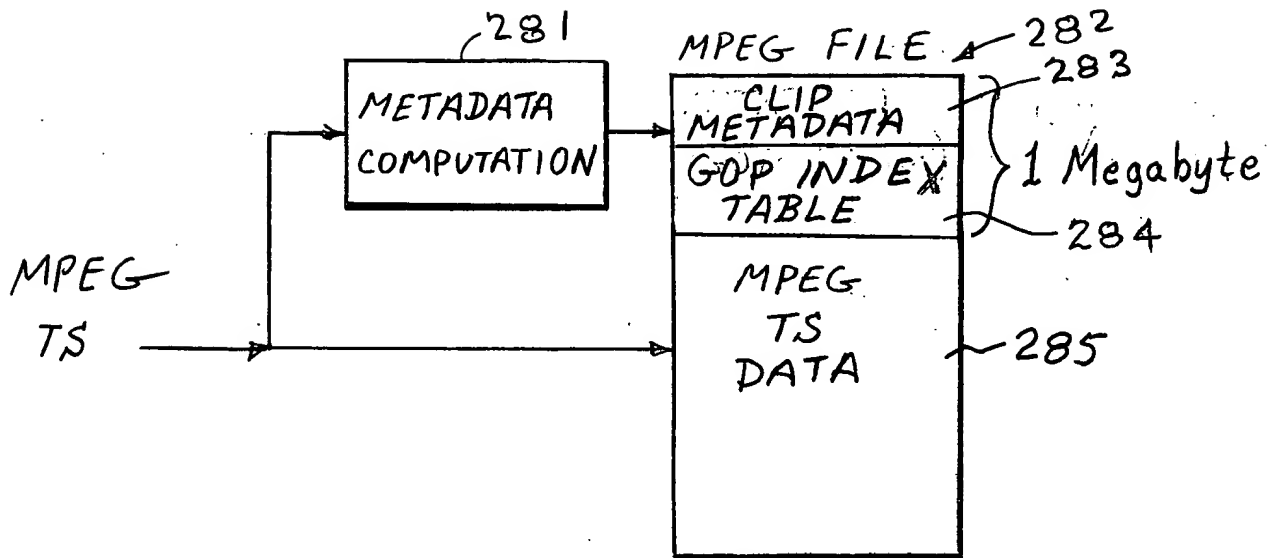 281
METADATA
COMPUTATION
MPEG FILE
282
283
CLIP
METADATA
GOP INDEX
TABLE
1 Megabyte
284
MPEG
TS
MPEG
TS
DATA
285